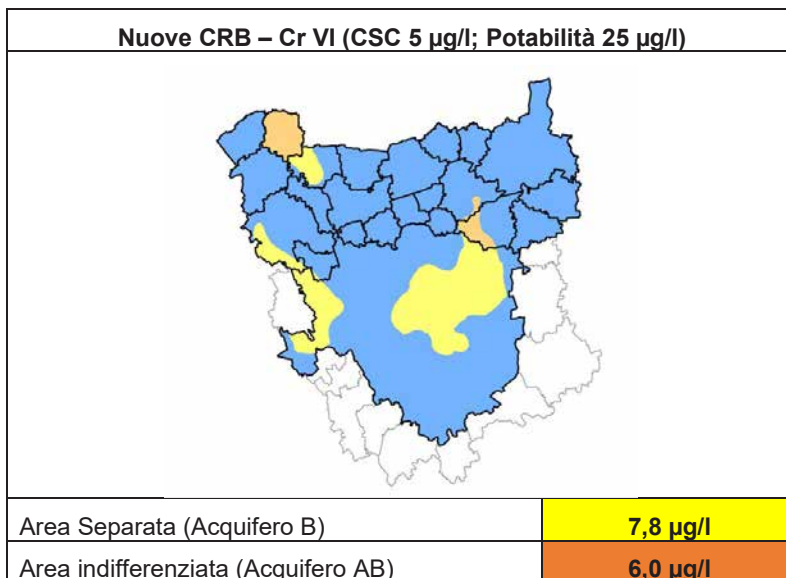 Nuove CRB – Cr VI (CSC 5 µg/l; Potabilità 25 µg/l)
Area Separata (Acquifero B) 7,8 µg/l
Area indifferenziata (Acquifero AB) 6,0 µg/l